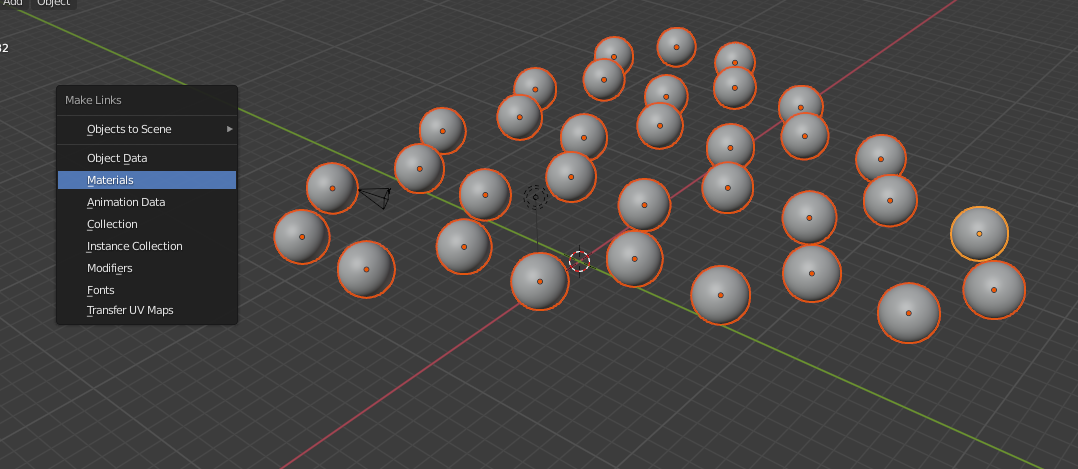 Add Object
32
Make Links
Objects to Scene
Object Data
Materials
Animation Data
Collection
Instance Collection
Modifiers
Fonts
Transfer UV Maps